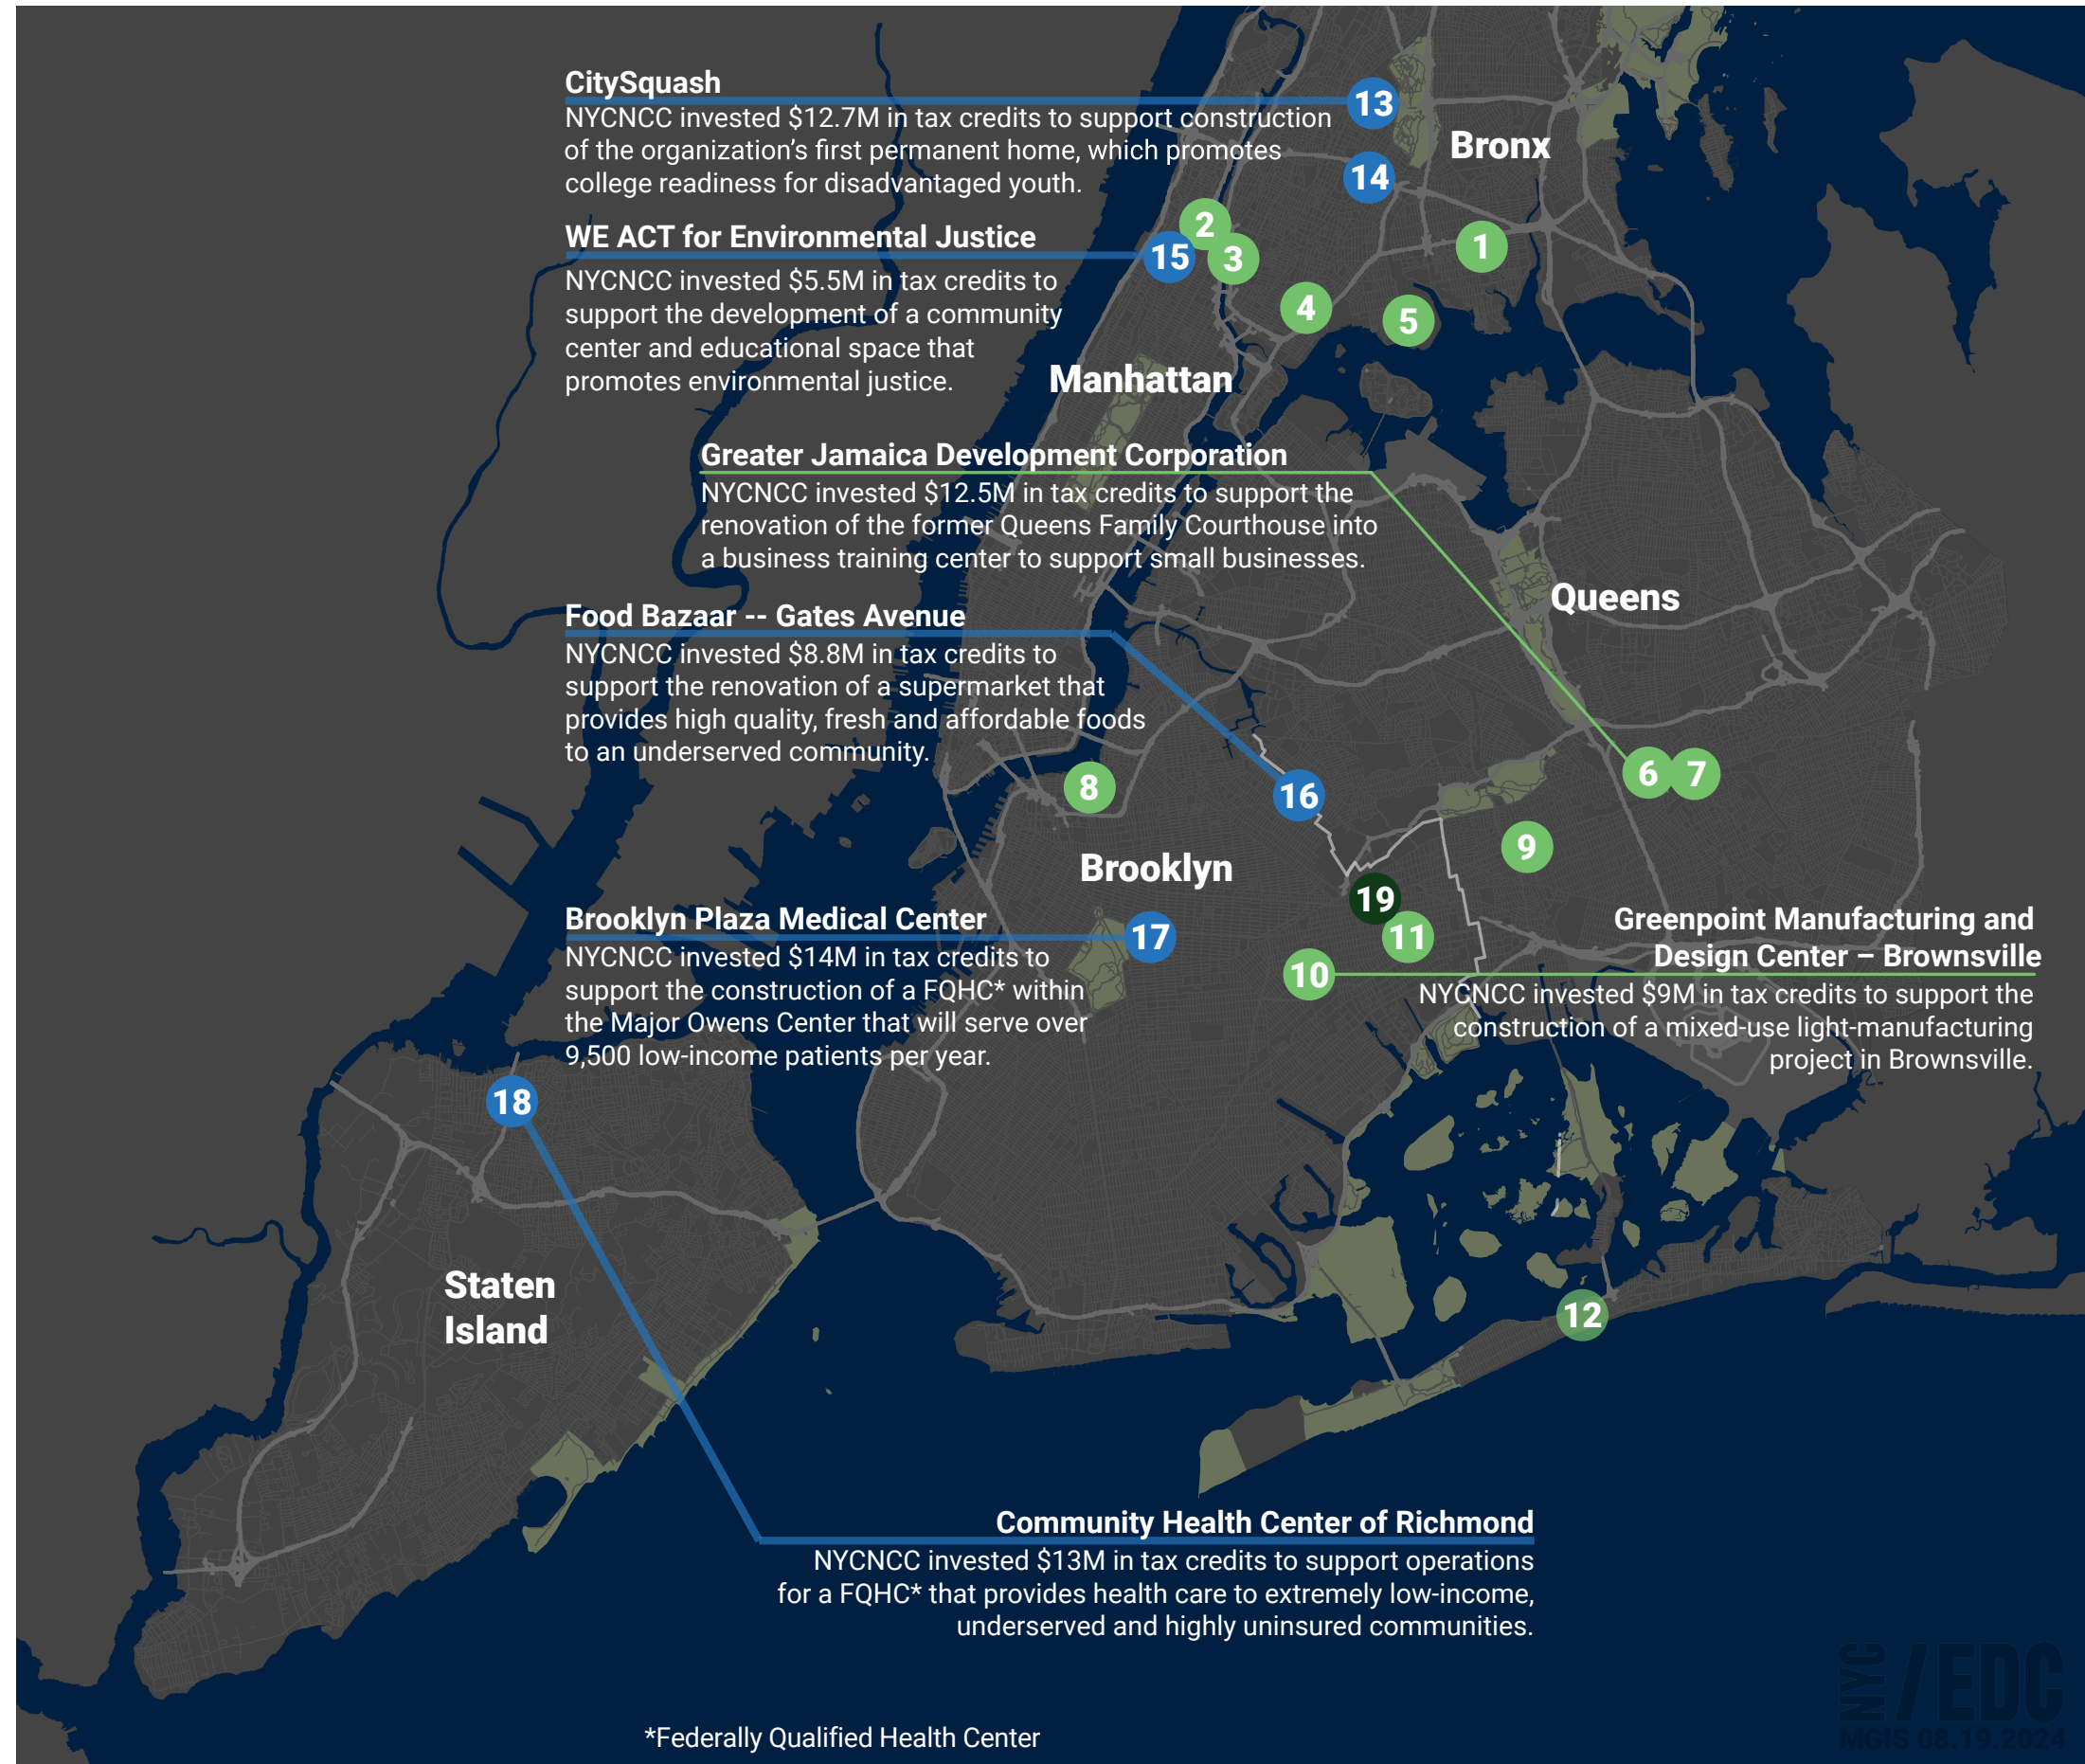 CitySquash
NYCNCC invested $12.7M in tax credits to support construction
of the organization's first permanent home, which promotes
college readiness for disadvantaged youth.
13
Bronx
14
WE ACT for Environmental Justice
2
15
3
1
NYCNCC invested $5.5M in tax credits to
support the development of a community
center and educational space that
promotes environmental justice.
4
5
Manhattan
Greater Jamaica Development Corporation
NYCNCC invested $12.5M in tax credits to support the
renovation of the former Queens Family Courthouse into
a business training center to support small businesses.
Queens
Food Bazaar -- Gates Avenue
NYCNCC invested $8.8M in tax credits to
support the renovation of a supermarket that
provides high quality, fresh and affordable foods
to an underserved community.
6
7
8
16
9
Brooklyn
19
Brooklyn Plaza Medical Center
NYCNCC invested $14M in tax credits to
support the construction of a FQHC* within
the Major Owens Center that will serve over
9,500 low-income patients per year.
17
11
10
Greenpoint Manufacturing and
Design Center – Brownsville
NYCNCC invested $9M in tax credits to support the
construction of a mixed-use light-manufacturing
project in Brownsville.
18
Staten
Island
12
Community Health Center of Richmond
NYCNCC invested $13M in tax credits to support operations
for a FQHC* that provides health care to extremely low-income,
underserved and highly uninsured communities.
*Federally Qualified Health Center
NYC/EDC
MGIS 08.19.2024